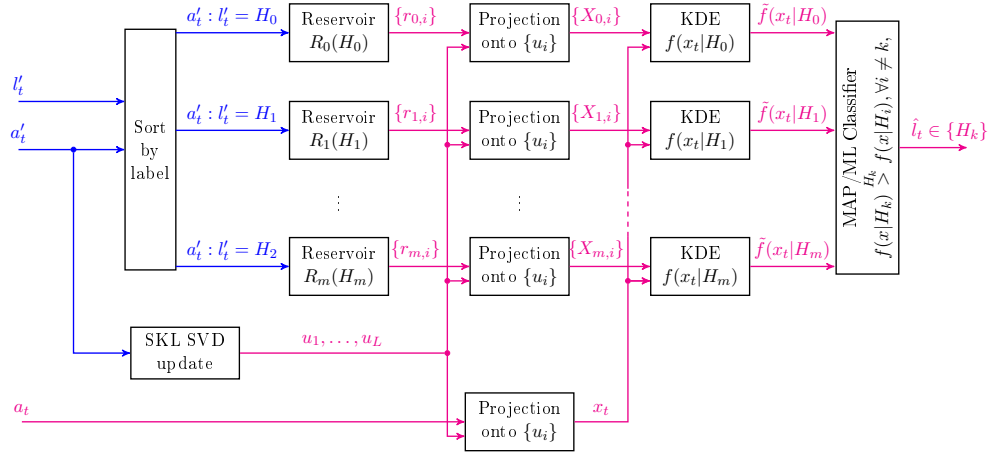 a′_t : l′_t = H_0
Reservoir
R_0(H_0)
{r_{0,i}}
Projection
onto {u_i}
{X_{0,i}}
KDE
f(x_t|H_0)
f̃(x_t|H_0)
l′_t
a′_t
Sort
by
label
a′_t : l′_t = H_1
Reservoir
R_1(H_1)
{r_{1,i}}
Projection
onto {u_i}
{X_{1,i}}
KDE
f(x_t|H_1)
f̃(x_t|H_1)
MAP/ML Classifier
f(x|H_k) >^{H_k} f(x|H_i), ∀i ≠ k,
l̂_t ∈ {H_k}
⋮
⋮
a′_t : l′_t = H_2
Reservoir
R_m(H_m)
{r_{m,i}}
Projection
onto {u_i}
{X_{m,i}}
KDE
f(x_t|H_m)
f̃(x_t|H_m)
SKL SVD
update
u_1, ..., u_L
a_t
Projection
onto {u_i}
x_t